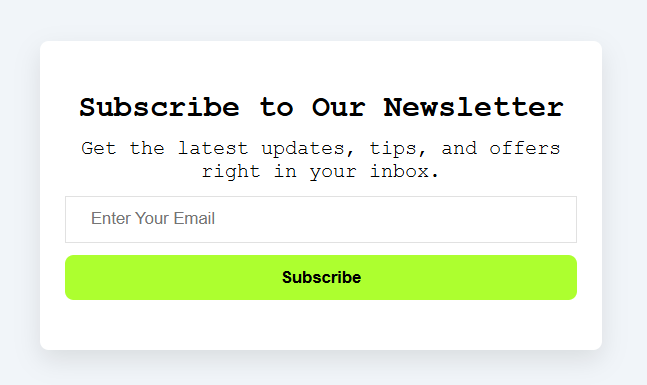 Subscribe to Our Newsletter
Get the latest updates, tips, and offers
right in your inbox.
Enter Your Email
Subscribe